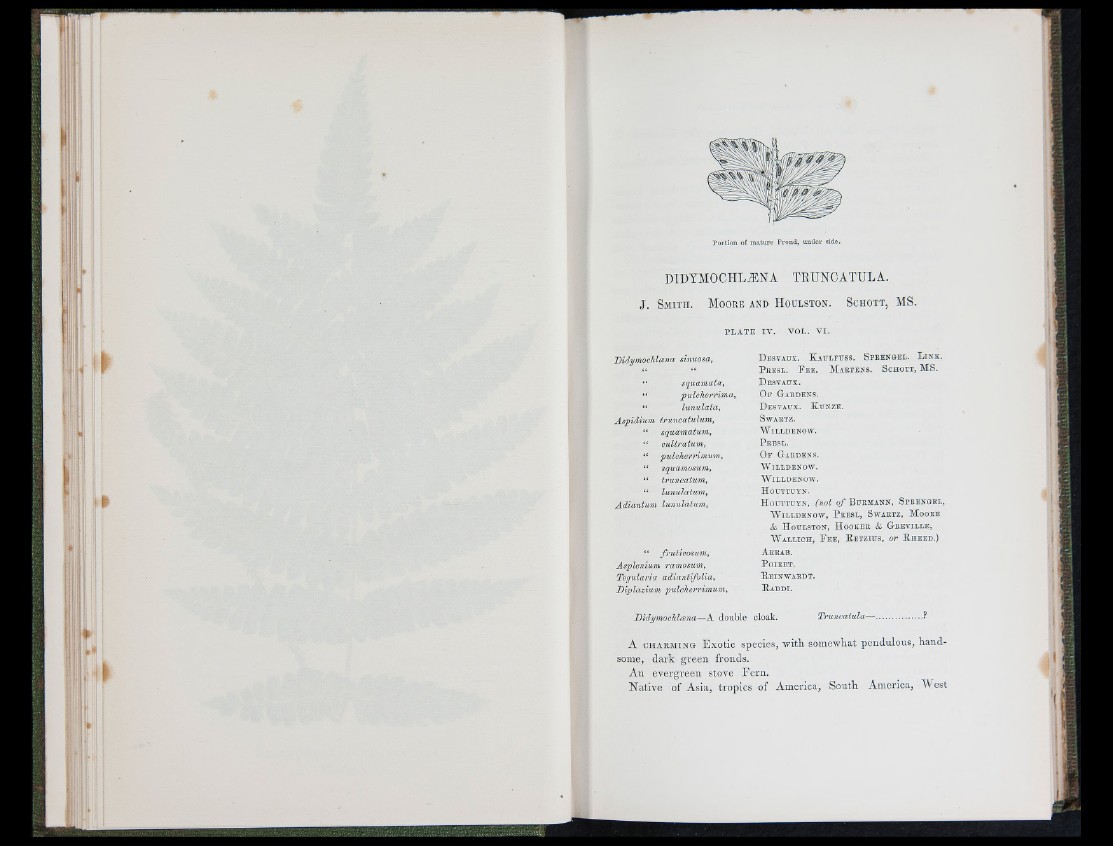 Portion of mature Frond, under side.
DIDYMOCHLÆNA TRUNCATULA.
J. SMITH. MOORE AND HOULSTON. SCHOTT, MS.
PLATE IV. VOL. VI.
Didymochlæna sinuosa, DESVAUX. KAULFUSS. SPRENGEL. LINK.
“ “ PRESL. FEE. MARTENS. SCHOTT, MS.
“ squamata, DESVAUX.
“ pulcherrima, OF GARDENS.
“ lunulata, DESVAUX. KUNZE.
Aspidium truncatulum, SWARTZ.
“ squamatum, WILLDENOW.
“ cultratum, PRESL.
“ pulcherrimum, OF GARDENS.
“ squamosum, WILLDENOW.
“ truncatum, WILLDENOW.
“ lunulatum, HOUTTUYN.
Adiantum lunulatum, HOUTTUYN, (not of BURMANN, SPRENGEL,
WILLDENOW, PRESL, SWARTZ, MOORE
& HOULSTON, HOOKER & GREVILLE,
WALLICH, FEE, RETZIUS, or RHEED.)
“ fruticosum, ARRAB.
Asplenium ramosum, POIRET.
Tegularia adiantifolia, REINWARDT.
Diplazium pulcherrimum, RADDI.
Didymochlæna—A double cloak. Truncatula—...............?
A CHARMING Exotic species, with somewhat pendulous, hand-
some, dark green fronds.
An evergreen stove Fern.
Native of Asia, tropics of America, South America, West